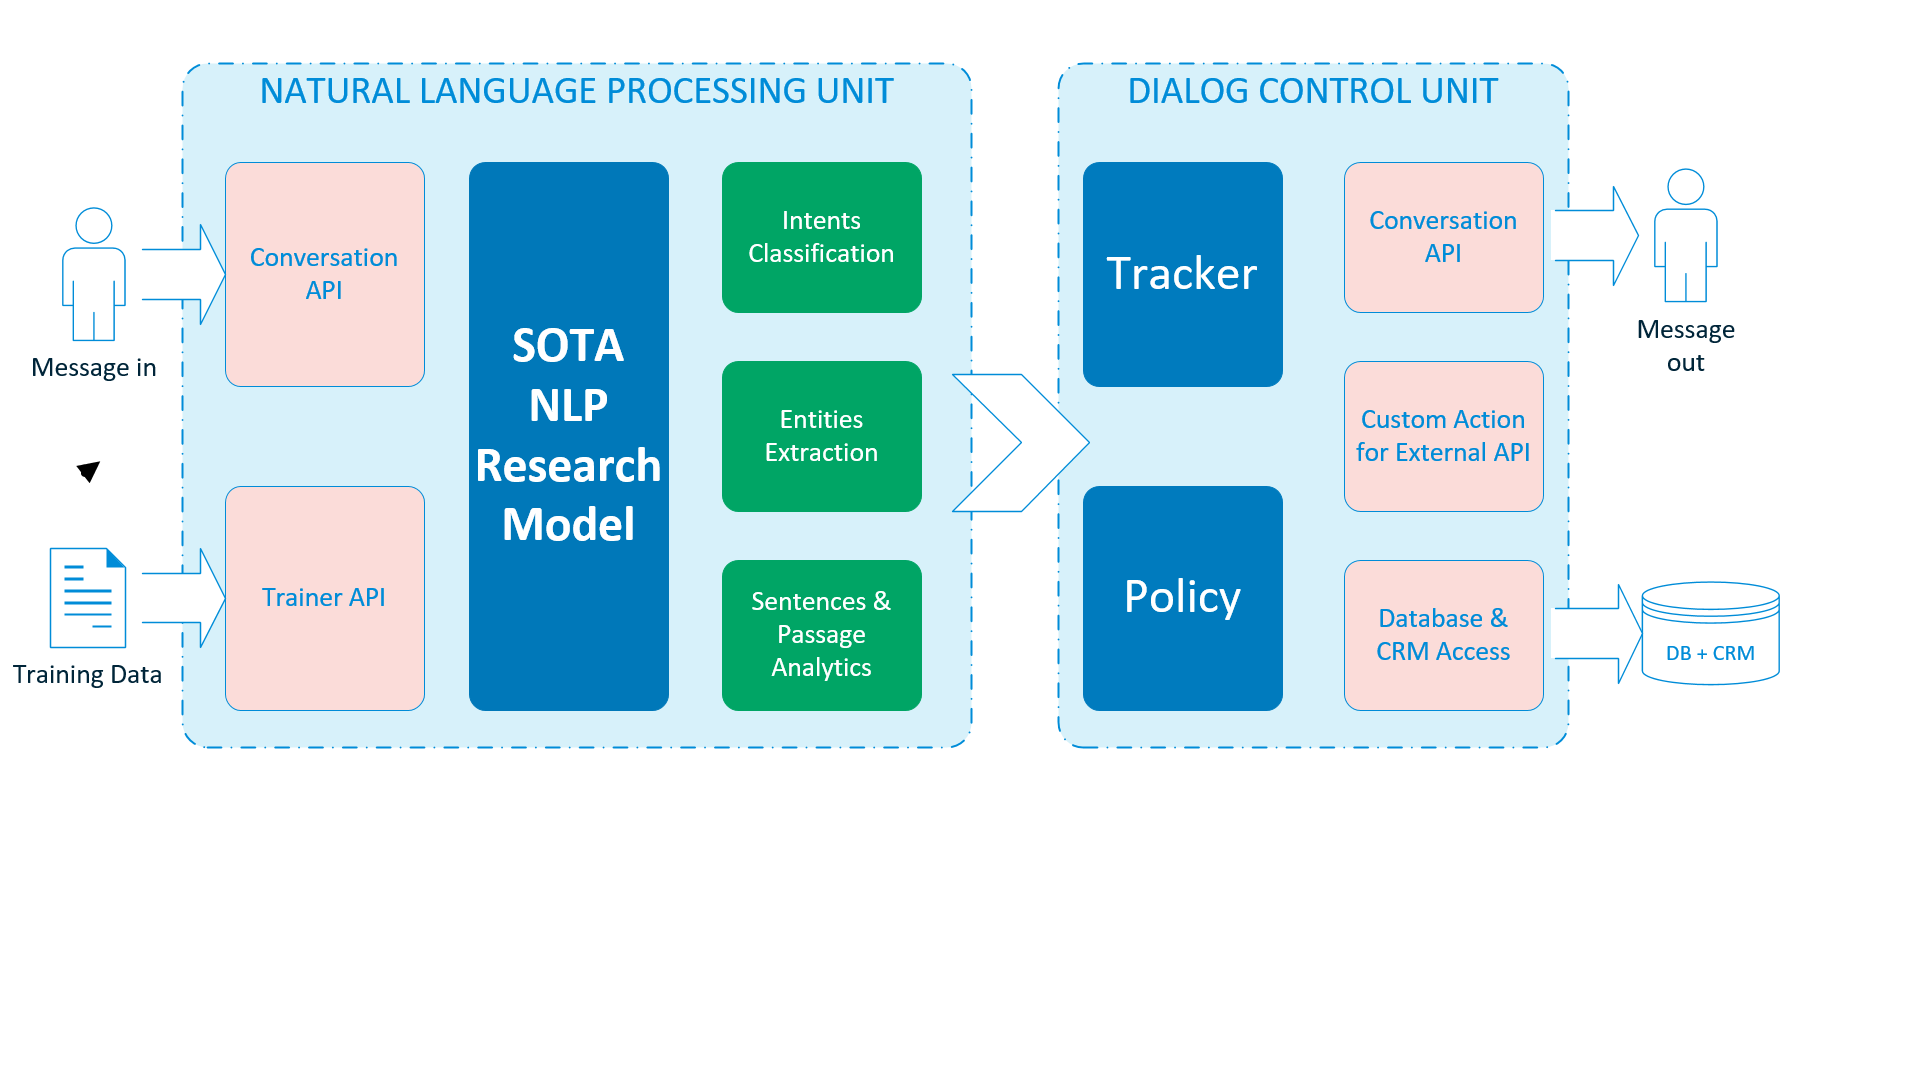 NATURAL LANGUAGE PROCESSING UNIT
DIALOG CONTROL UNIT
Message in
Training Data
Conversation
API
Trainer API
SOTA
NLP
Research
Model
Intents
Classification
Entities
Extraction
Sentences &
Passage
Analytics
Tracker
Policy
Conversation
API
Custom Action
for External API
Database &
CRM Access
Message
out
DB + CRM